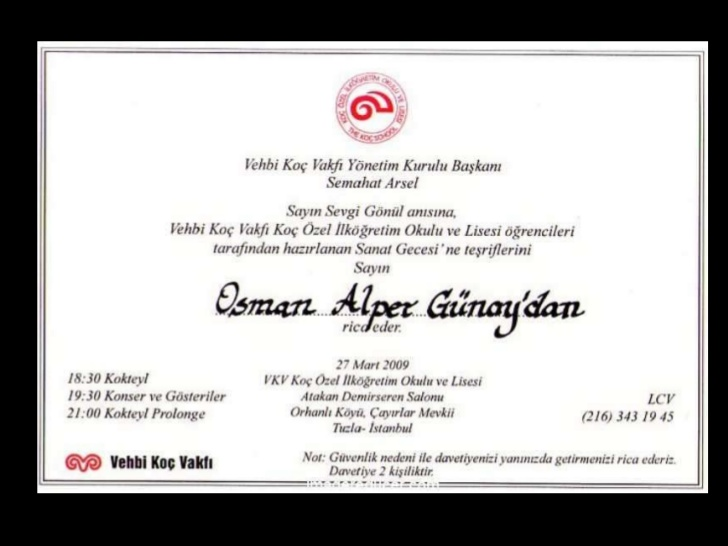 KOÇ ÖZEL İLKÖĞRETİM OKULU VE LİSESİ
THE KOÇ SCHOOL
Vehbi Koç Vakfı Yönetim Kurulu Başkanı
Semahat Arsel
Sayın Sevgi Gönül anısına,
Vehbi Koç Vakfı Koç Özel İlköğretim Okulu ve Lisesi öğrencileri
tarafından hazırlanan Sanat Gecesi'ne teşriflerini
Sayın
Osman Alper Günay'dan
rica eder.
27 Mart 2009
VKV Koç Özel İlköğretim Okulu ve Lisesi
Atakan Demirseren Salonu
Orhanlı Köyü, Çayırlar Mevkii
Tuzla- İstanbul
18:30 Kokteyl
19:30 Konser ve Gösteriler
21:00 Kokteyl Prolonge
LCV
(216) 343 19 45
Vehbi Koç Vakfı
Not: Güvenlik nedeni ile davetiyenizi yanınızda getirmenizi rica ederiz.
Davetiye 2 kişiliktir.